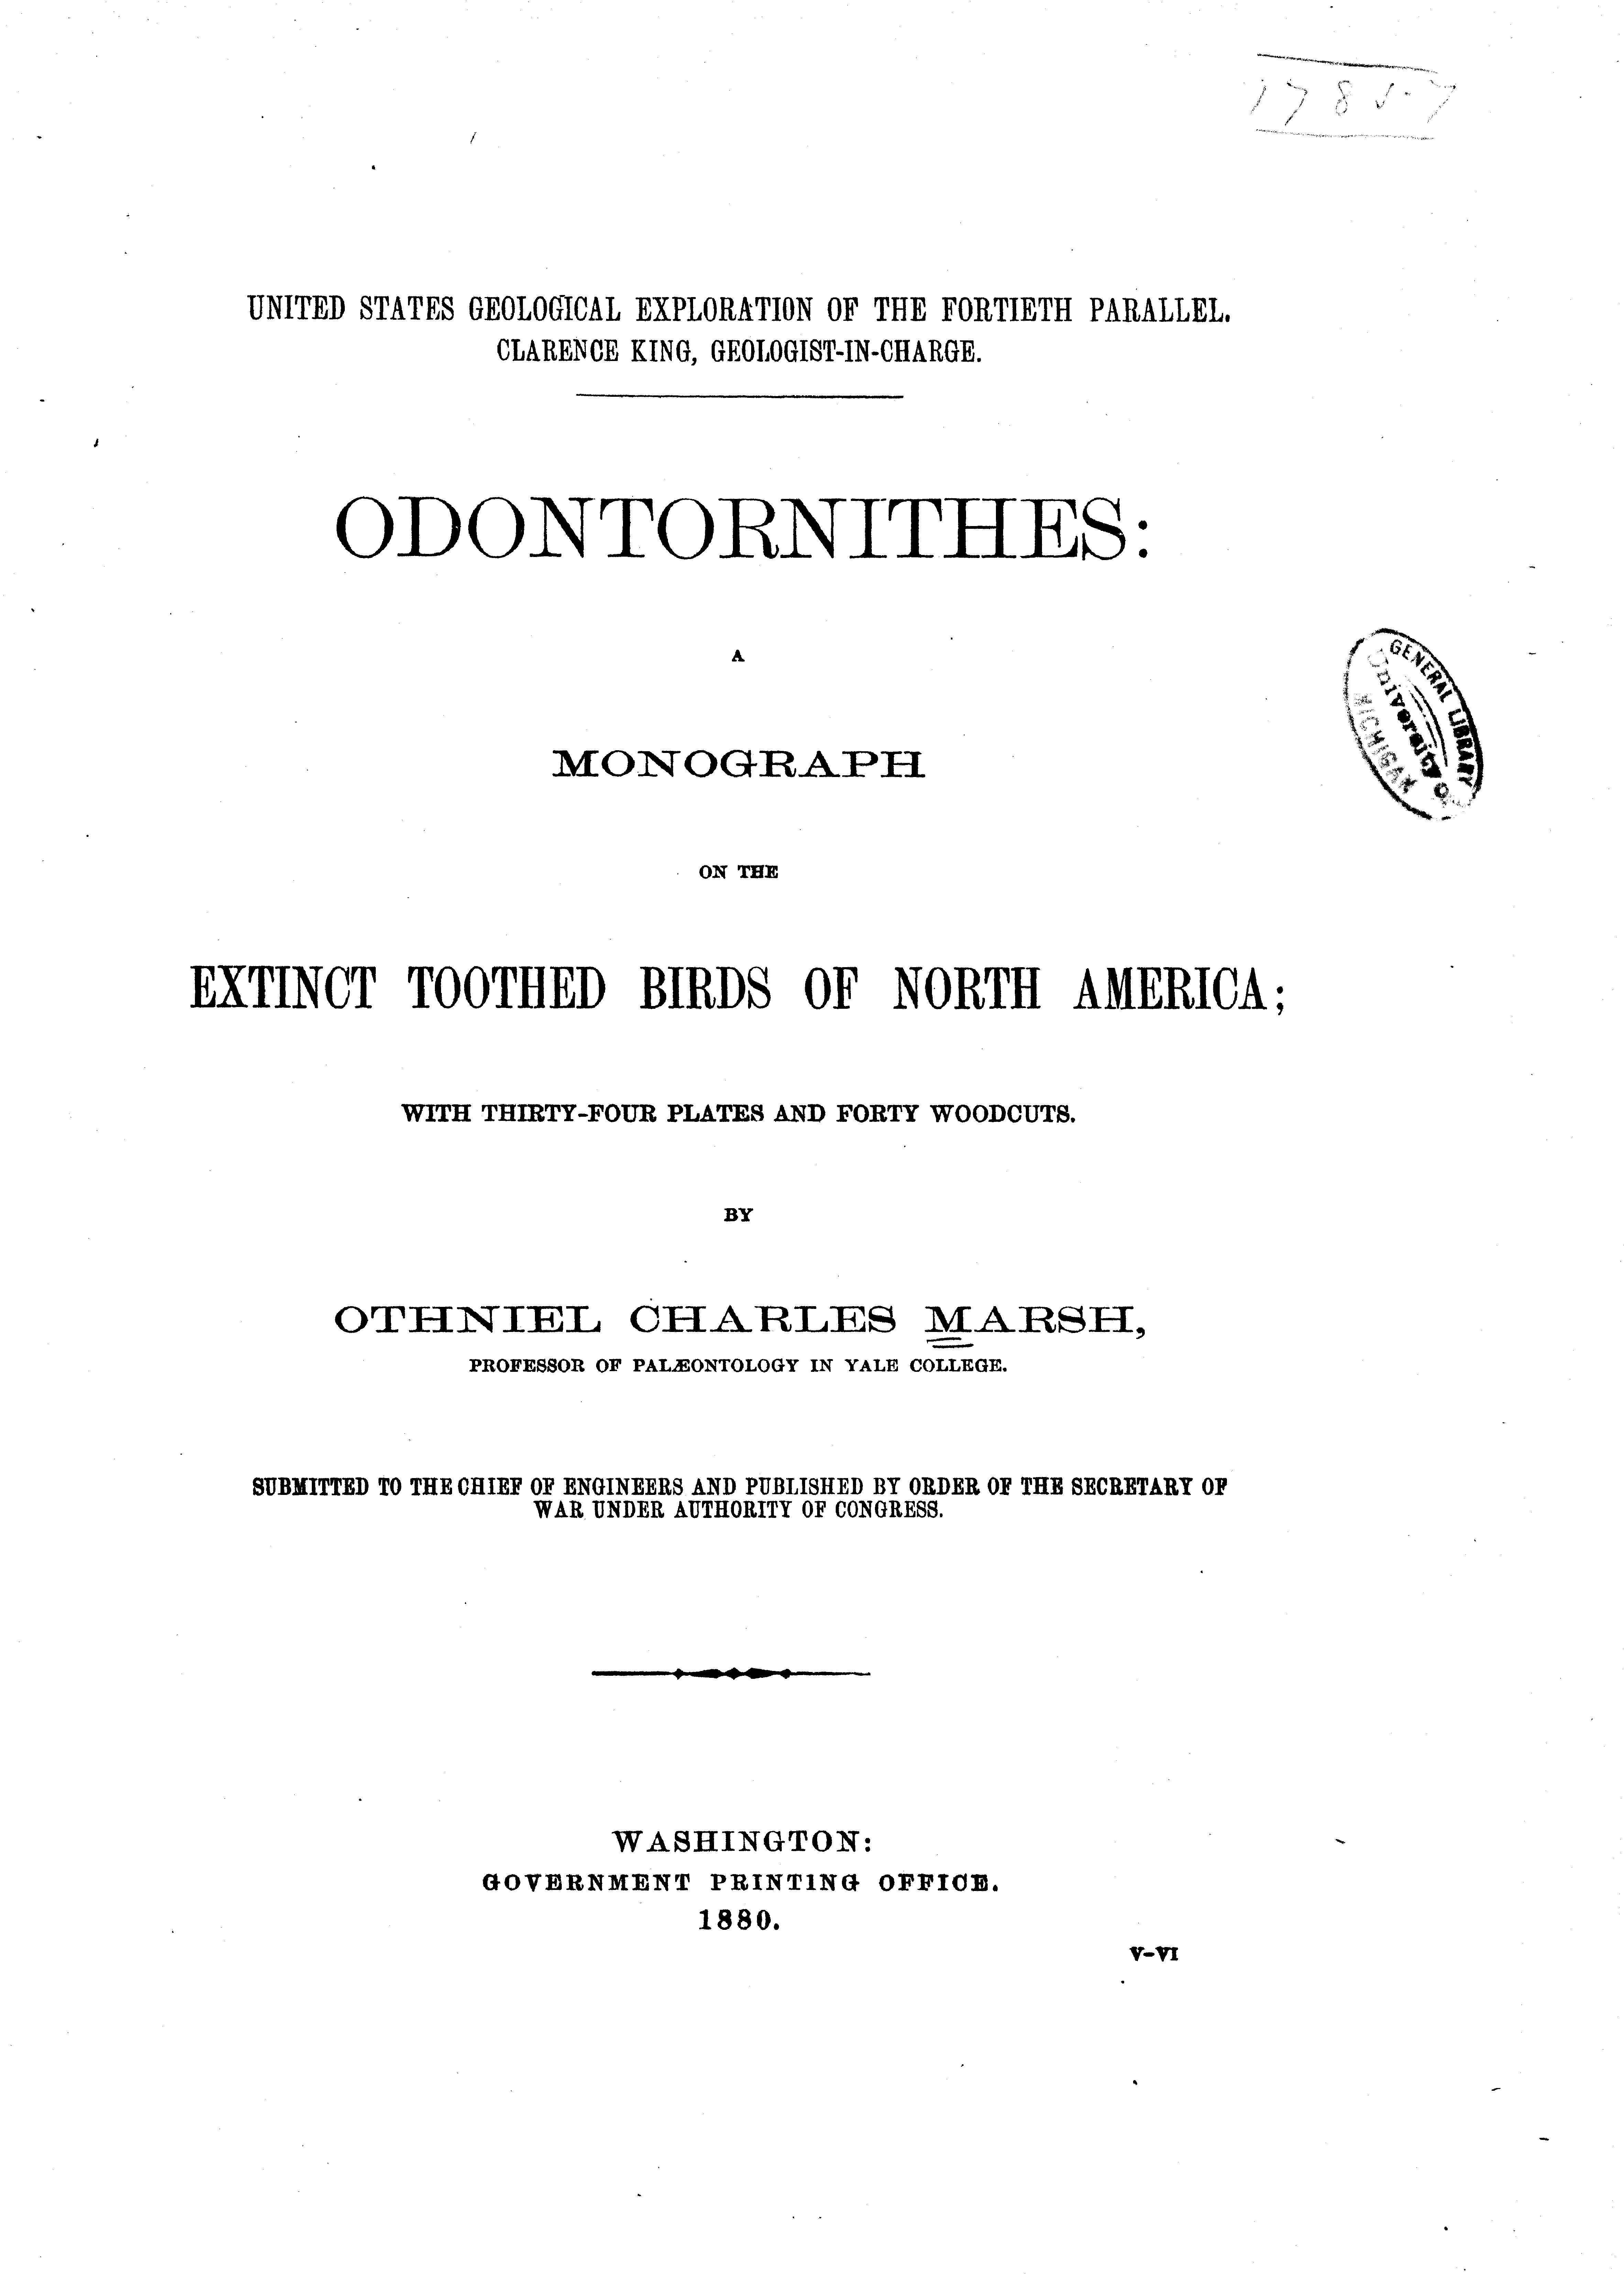 17857
UNITED STATES GEOLOGICAL EXPLORATION OF THE FORTIETH PARALLEL.
CLARENCE KING, GEOLOGIST-IN-CHARGE.
ODONTORNITHES:
A
MONOGRAPH
ON THE
EXTINCT TOOTHED BIRDS OF NORTH AMERICA;
WITH THIRTY-FOUR PLATES AND FORTY WOODCUTS.
BY
OTHNIEL CHARLES MARSH,
PROFESSOR OF PALÆONTOLOGY IN YALE COLLEGE.
SUBMITTED TO THE CHIEF OF ENGINEERS AND PUBLISHED BY ORDER OF THE SECRETARY OF
WAR UNDER AUTHORITY OF CONGRESS.
WASHINGTON:
GOVERNMENT PRINTING OFFICE.
1880.
V-VI
GENERAL LIBRARY
University
MICHIGAN